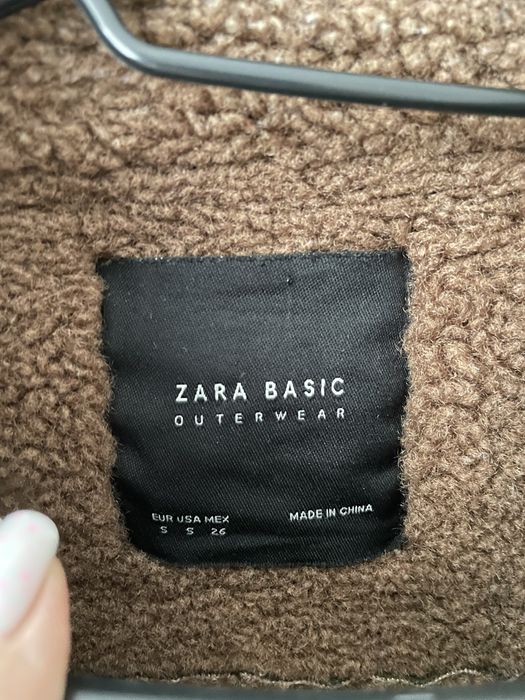 ZARA BASIC
OUTERWEAR
EUR USA MEX
S S 26
MADE IN CHINA